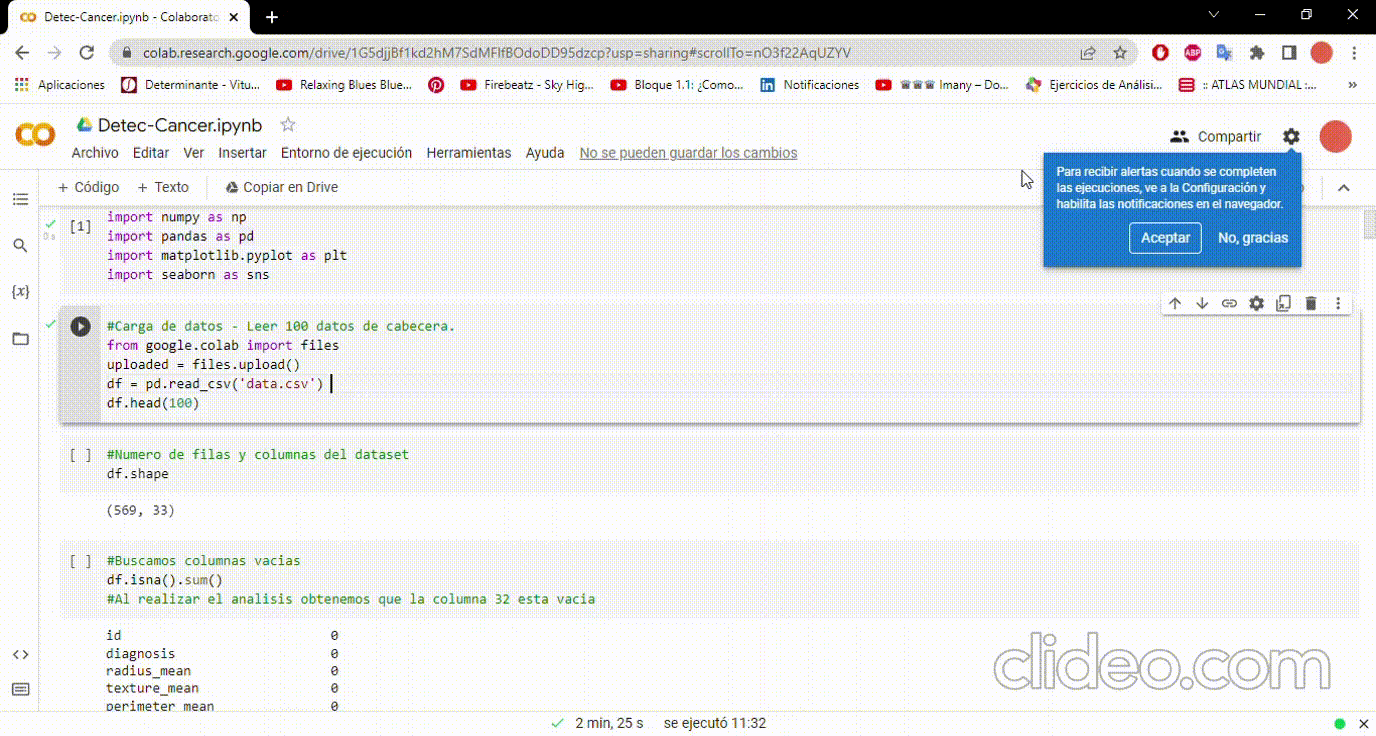 Detec-Cancer.ipynb - Colaborato
colab.research.google.com/drive/1G5djjBf1kd2hM7SdMFlfBOdoDD95dzcp?usp=sharing#scrollTo=nO3f22AqUZYV
ABP
Aplicaciones
Determinante - Vitu...
Relaxing Blues Blue...
Firebeatz - Sky Hig...
Bloque 1.1: ¿Como...
Notificaciones
♛♛♛ Imany – Do...
Ejercicios de Análisi...
:: ATLAS MUNDIAL :...
»
CO
Detec-Cancer.ipynb
Archivo Editar Ver Insertar Entorno de ejecución Herramientas Ayuda No se pueden guardar los cambios
Compartir
+ Código + Texto Copiar en Drive
Para recibir alertas cuando se completen
las ejecuciones, ve a la Configuración y
habilita las notificaciones en el navegador.
Aceptar No, gracias
[1] import numpy as np
0 s
import pandas as pd
import matplotlib.pyplot as plt
import seaborn as sns
{x}
#Carga de datos - Leer 100 datos de cabecera.
from google.colab import files
uploaded = files.upload()
df = pd.read_csv('data.csv')
df.head(100)
[ ] #Numero de filas y columnas del dataset
df.shape
(569, 33)
[ ] #Buscamos columnas vacias
df.isna().sum()
#Al realizar el analisis obtenemos que la columna 32 esta vacia
id 0
diagnosis 0
radius_mean 0
texture_mean 0
perimeter_mean 0
clideo.com
2 min, 25 s se ejecutó 11:32